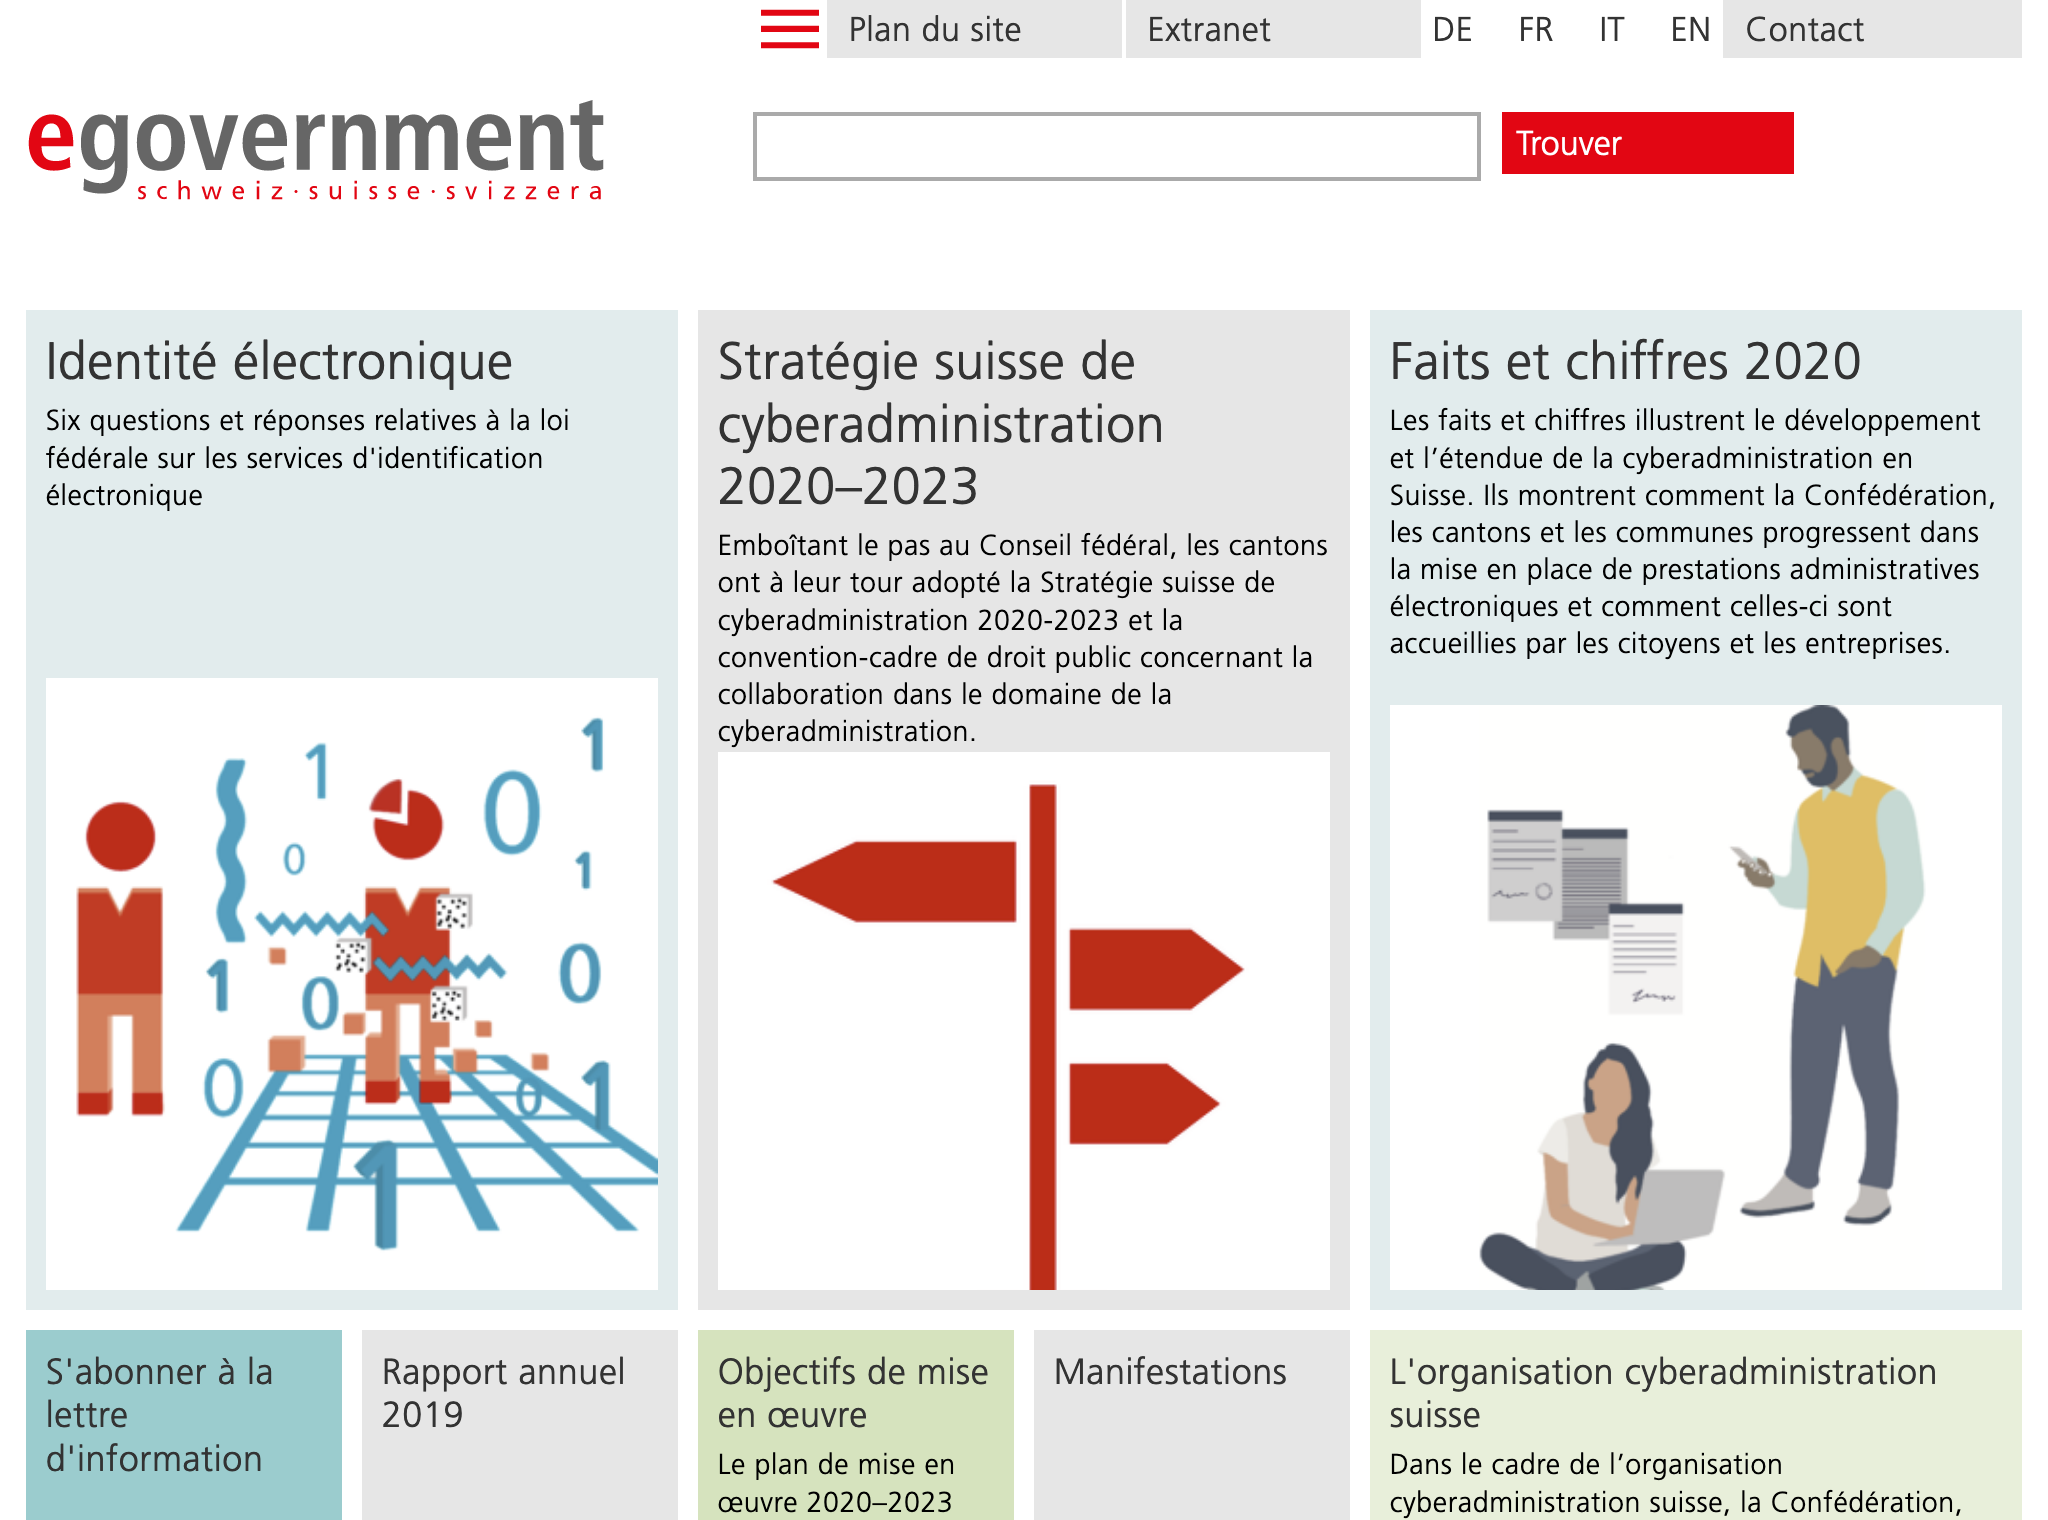 Plan du site
Extranet
DE FR IT EN
Contact
egovernment
schweiz·suisse·svizzera
Trouver
Identité électronique
Six questions et réponses relatives à la loi
fédérale sur les services d'identification
électronique
Stratégie suisse de
cyberadministration
2020–2023
Emboîtant le pas au Conseil fédéral, les cantons
ont à leur tour adopté la Stratégie suisse de
cyberadministration 2020-2023 et la
convention-cadre de droit public concernant la
collaboration dans le domaine de la
cyberadministration.
Faits et chiffres 2020
Les faits et chiffres illustrent le développement
et l’étendue de la cyberadministration en
Suisse. Ils montrent comment la Confédération,
les cantons et les communes progressent dans
la mise en place de prestations administratives
électroniques et comment celles-ci sont
accueillies par les citoyens et les entreprises.
1
1
0
0
1
1
0
0
0
0
1
1
S'abonner à la
lettre
d'information
Rapport annuel
2019
Objectifs de mise
en œuvre
Le plan de mise en
œuvre 2020–2023
Manifestations
L'organisation cyberadministration
suisse
Dans le cadre de l’organisation
cyberadministration suisse, la Confédération,